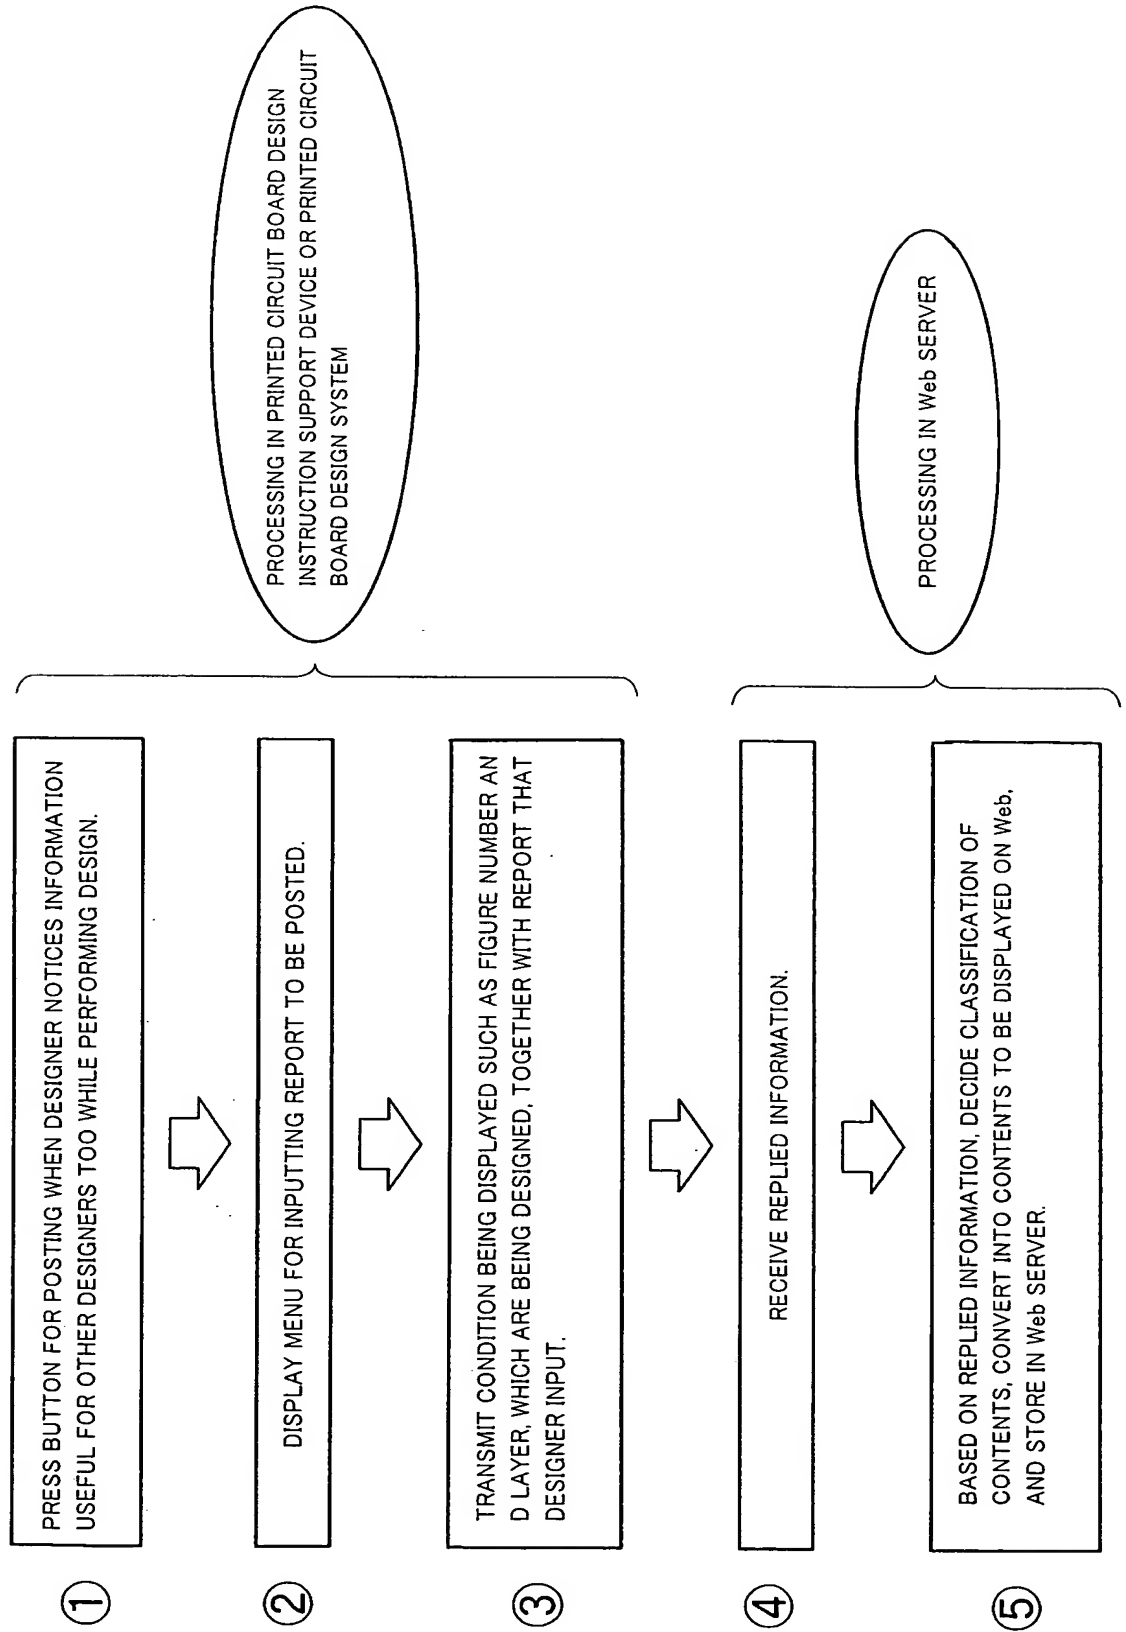 ①
PRESS BUTTON FOR POSTING WHEN DESIGNER NOTICES INFORMATION
USEFUL FOR OTHER DESIGNERS TOO WHILE PERFORMING DESIGN.
②
DISPLAY MENU FOR INPUTTING REPORT TO BE POSTED.
③
TRANSMIT CONDITION BEING DISPLAYED SUCH AS FIGURE NUMBER AN
D LAYER, WHICH ARE BEING DESIGNED, TOGETHER WITH REPORT THAT
DESIGNER INPUT.
PROCESSING IN PRINTED CIRCUIT BOARD DESIGN
INSTRUCTION SUPPORT DEVICE OR PRINTED CIRCUIT
BOARD DESIGN SYSTEM
④
RECEIVE REPLIED INFORMATION.
⑤
BASED ON REPLIED INFORMATION, DECIDE CLASSIFICATION OF
CONTENTS, CONVERT INTO CONTENTS TO BE DISPLAYED ON Web,
AND STORE IN Web SERVER.
PROCESSING IN Web SERVER